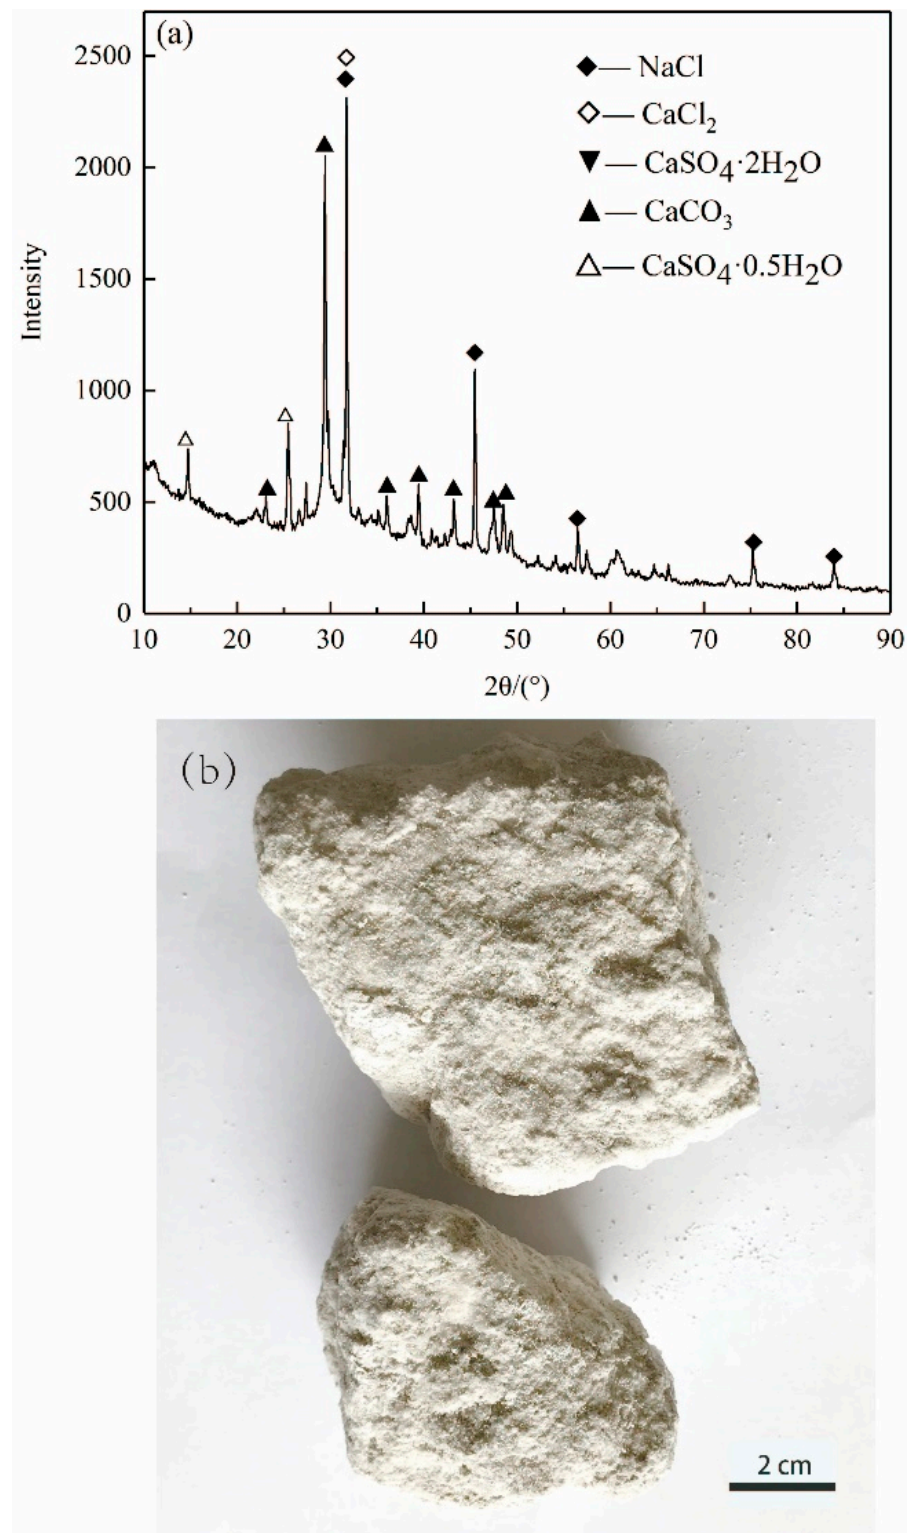 (a)
2500
2000
1500
1000
500
0
Intensity
NaCl
CaCl₂
CaSO₄·2H₂O
CaCO₃
CaSO₄·0.5H₂O
10 20 30 40 50 60 70 80 90
2θ/(°)
(b)
2 cm